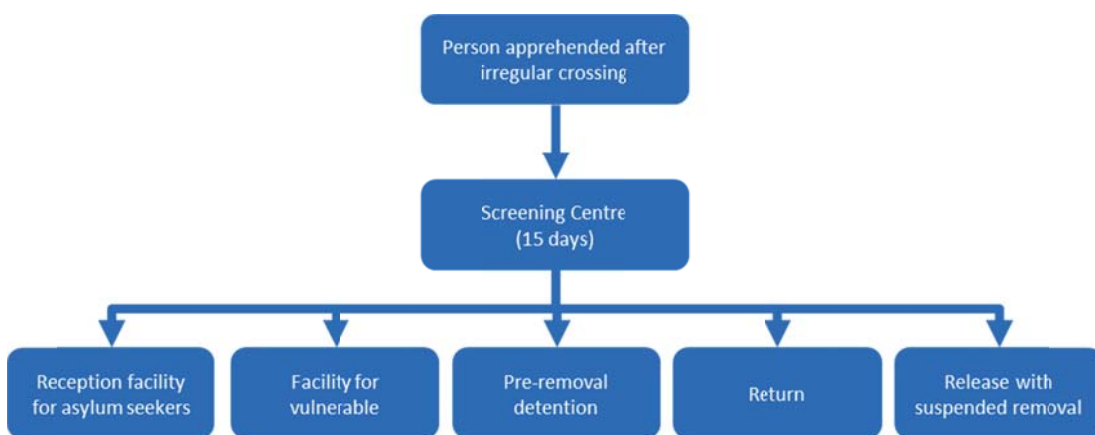 Person apprehended after
irregular crossing
Screening Centre
(15 days)
Reception facility
for asylum seekers
Facility for
vulnerable
Pre-removal
detention
Return
Release with
suspended removal